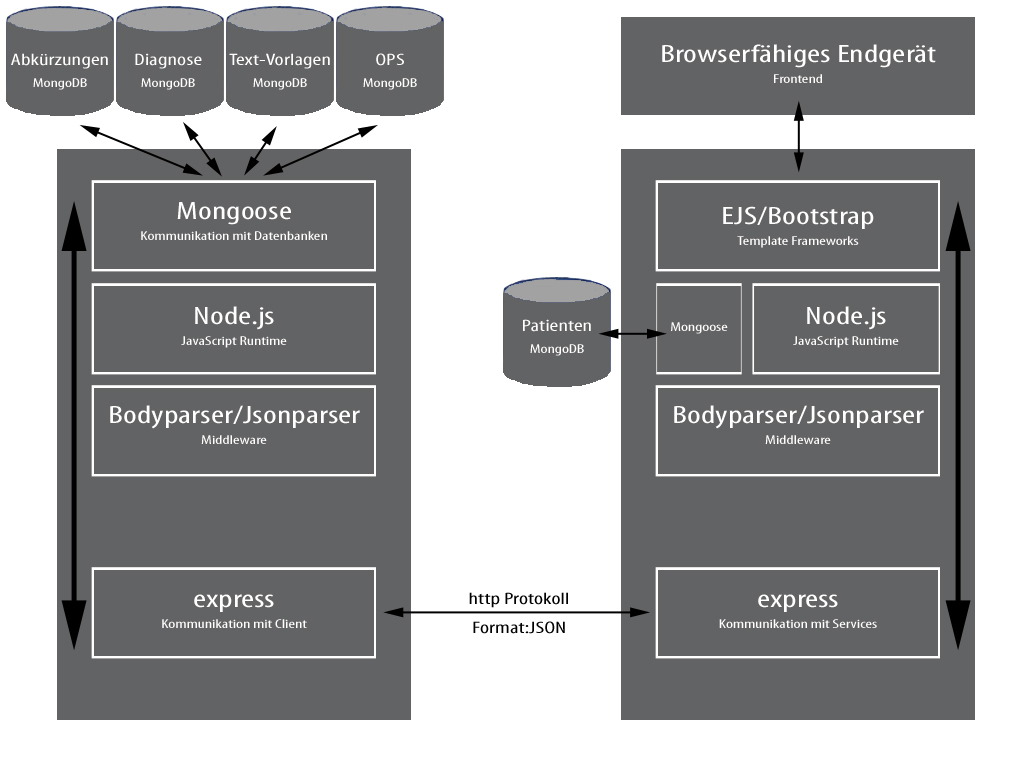 Abkürzungen
MongoDB
Diagnose
MongoDB
Text-Vorlagen
MongoDB
OPS
MongoDB
Mongoose
Kommunikation mit Datenbanken
Node.js
JavaScript Runtime
Bodyparser/Jsonparser
Middleware
express
Kommunikation mit Client
http Protokoll
Format:JSON
Patienten
MongoDB
Browserfähiges Endgerät
Frontend
EJS/Bootstrap
Template Frameworks
Mongoose
Node.js
JavaScript Runtime
Bodyparser/Jsonparser
Middleware
express
Kommunikation mit Services